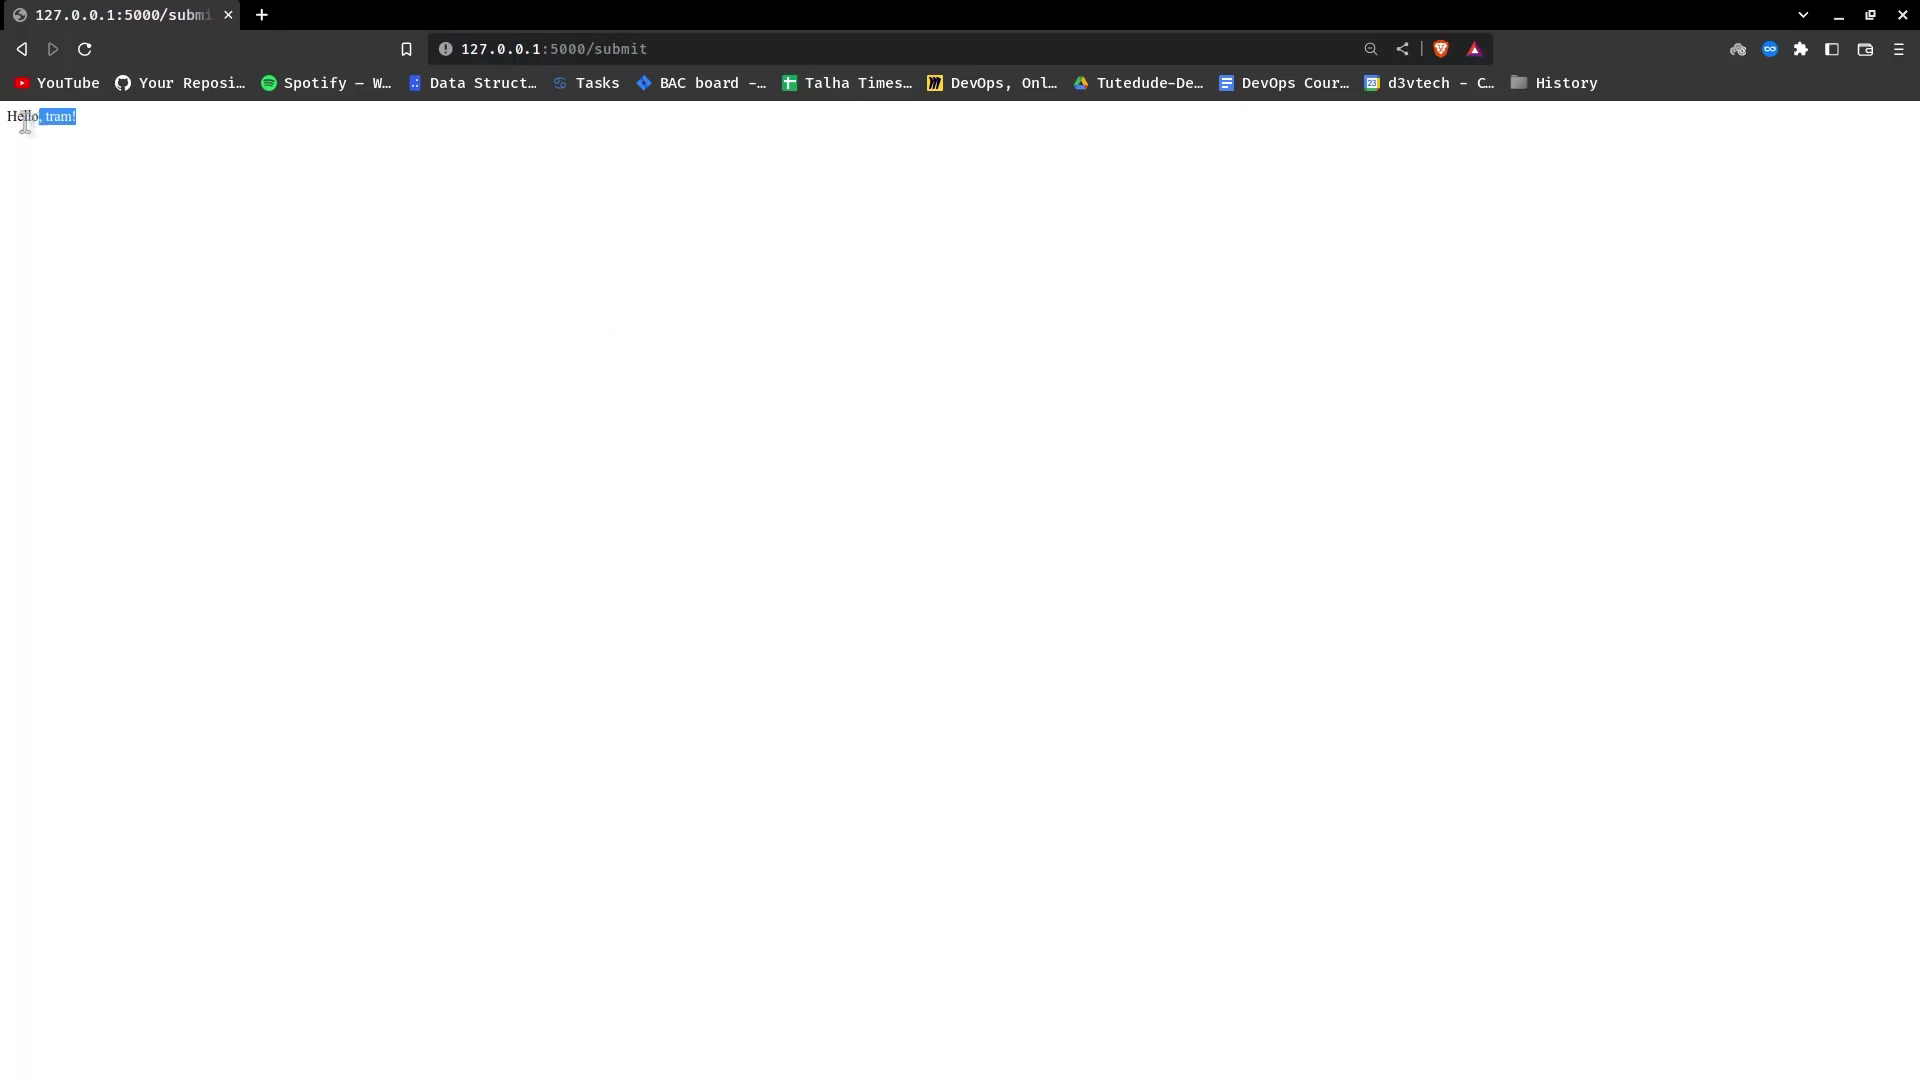 127.0.0.1:5000/submi
127.0.0.1:5000/submit
YouTube Your Reposi… Spotify – W… Data Struct… Tasks BAC board -… Talha Times… DevOps, Onl… Tutedude-De… DevOps Cour… 23 d3vtech - C… History
Hello, tram!